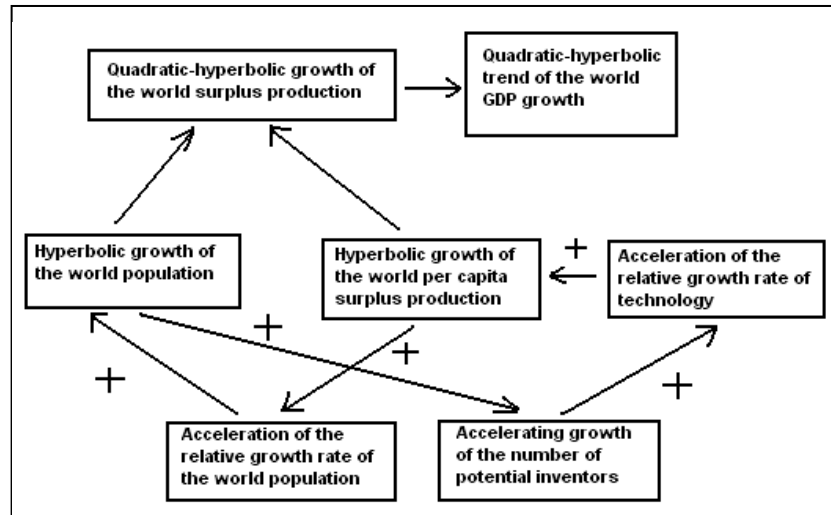 Quadratic-hyperbolic growth of
the world surplus production
Quadratic-hyperbolic
trend of the world
GDP growth
Hyperbolic growth of
the world population
Hyperbolic growth of
the world per capita
surplus production
+
Acceleration of the
relative growth rate of
technology
+
+
+
+
Acceleration of the
relative growth rate of
the world population
Accelerating growth
of the number of
potential inventors